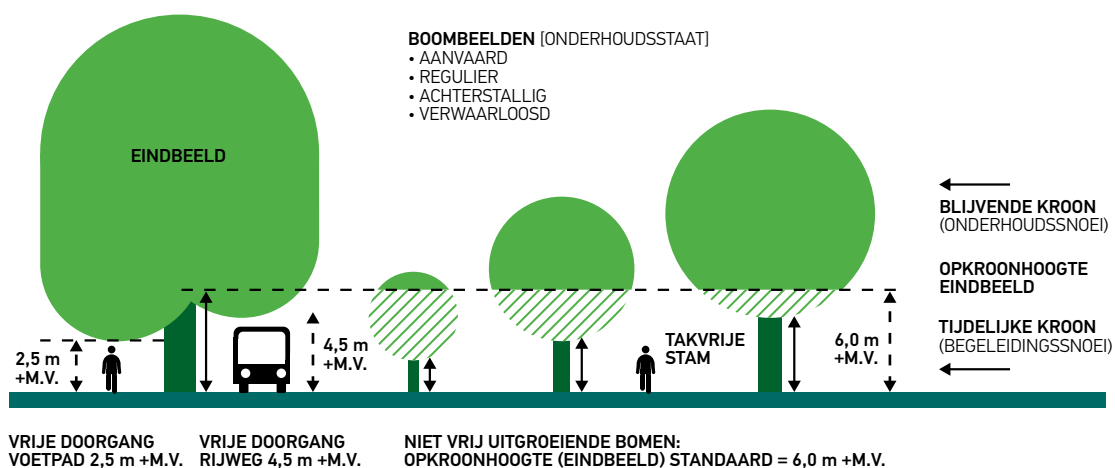 BOOMBEELDEN [ONDERHOUDSSTAAT]
• AANVAARD
• REGULIER
• ACHTERSTALLIG
• VERWAARLOOSD
EINDBEELD
BLIJVENDE KROON
(ONDERHOUDSSNOEI)
OPKROONHOOGTE
EINDBEELD
TIJDELIJKE KROON
(BEGELEIDINGSSNOEI)
2,5 m
+M.V.
4,5 m
+M.V.
TAKVRIJE
STAM
6,0 m
+M.V.
VRIJE DOORGANG
VOETPAD 2,5 m +M.V.
VRIJE DOORGANG
RIJWEG 4,5 m +M.V.
NIET VRIJ UITGROEIENDE BOMEN:
OPKROONHOOGTE (EINDBEELD) STANDAARD = 6,0 m +M.V.